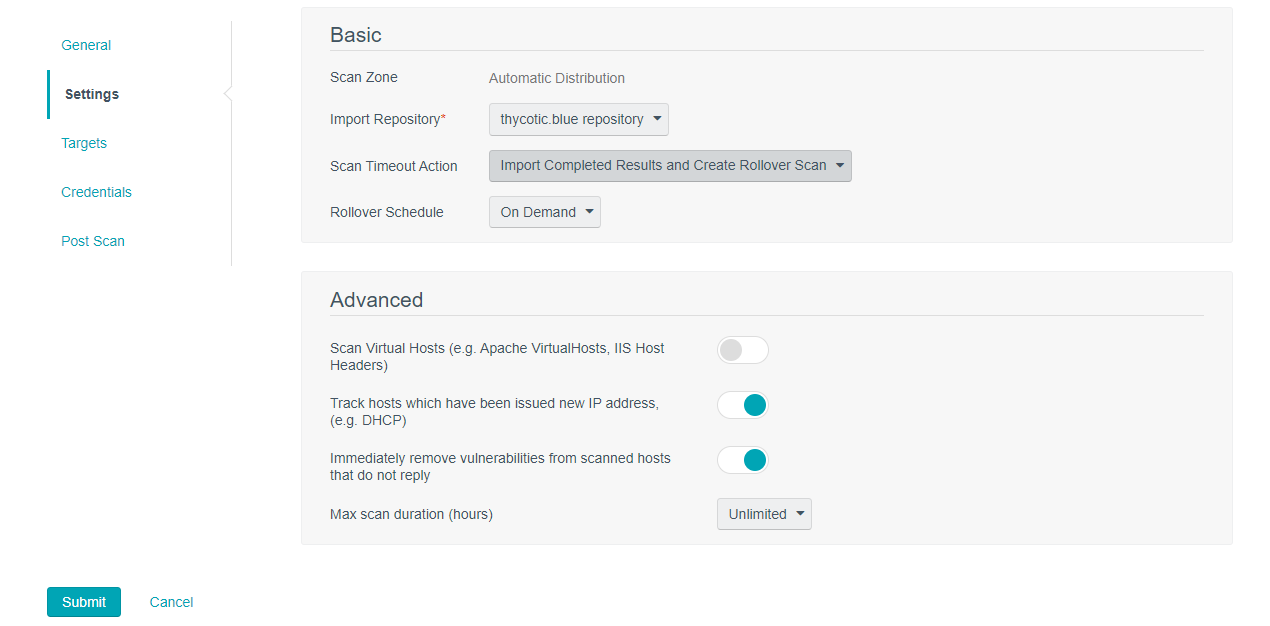 General
Settings
Targets
Credentials
Post Scan
Basic
Scan Zone
Automatic Distribution
Import Repository*
thycotic.blue repository
Scan Timeout Action
Import Completed Results and Create Rollover Scan
Rollover Schedule
On Demand
Advanced
Scan Virtual Hosts (e.g. Apache VirtualHosts, IIS Host
Headers)
Track hosts which have been issued new IP address,
(e.g. DHCP)
Immediately remove vulnerabilities from scanned hosts
that do not reply
Max scan duration (hours)
Unlimited
Submit
Cancel